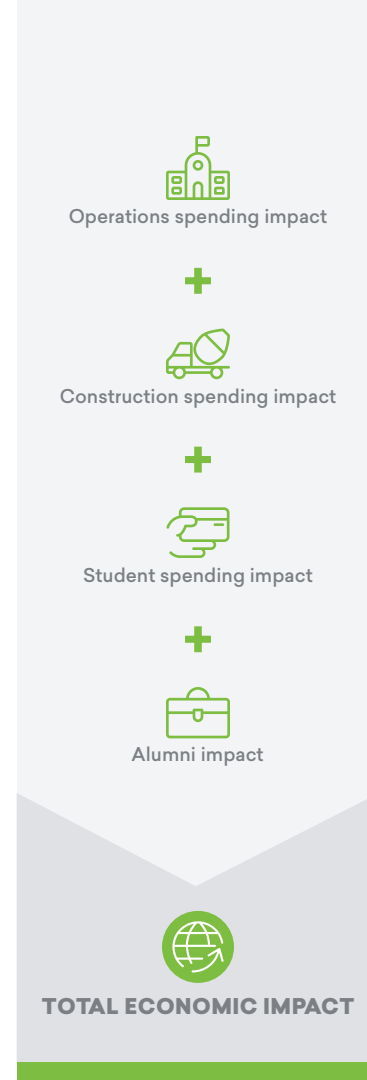 Operations spending impact
+
Construction spending impact
+
Student spending impact
+
Alumni impact
TOTAL ECONOMIC IMPACT